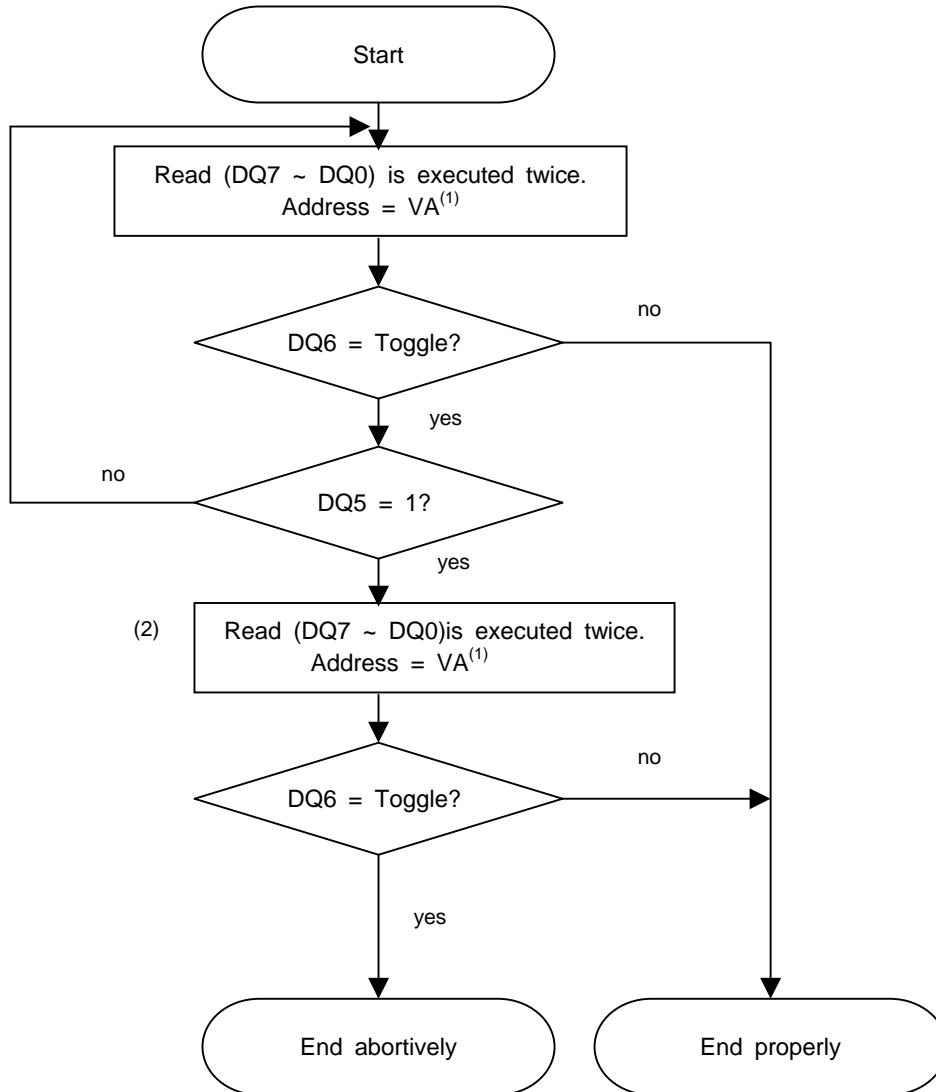 Start
Read (DQ7 ~ DQ0) is executed twice.
Address = VA(1)
DQ6 = Toggle?
no
yes
no
DQ5 = 1?
yes
(2)
Read (DQ7 ~ DQ0)is executed twice.
Address = VA(1)
DQ6 = Toggle?
no
yes
End abortively
End properly